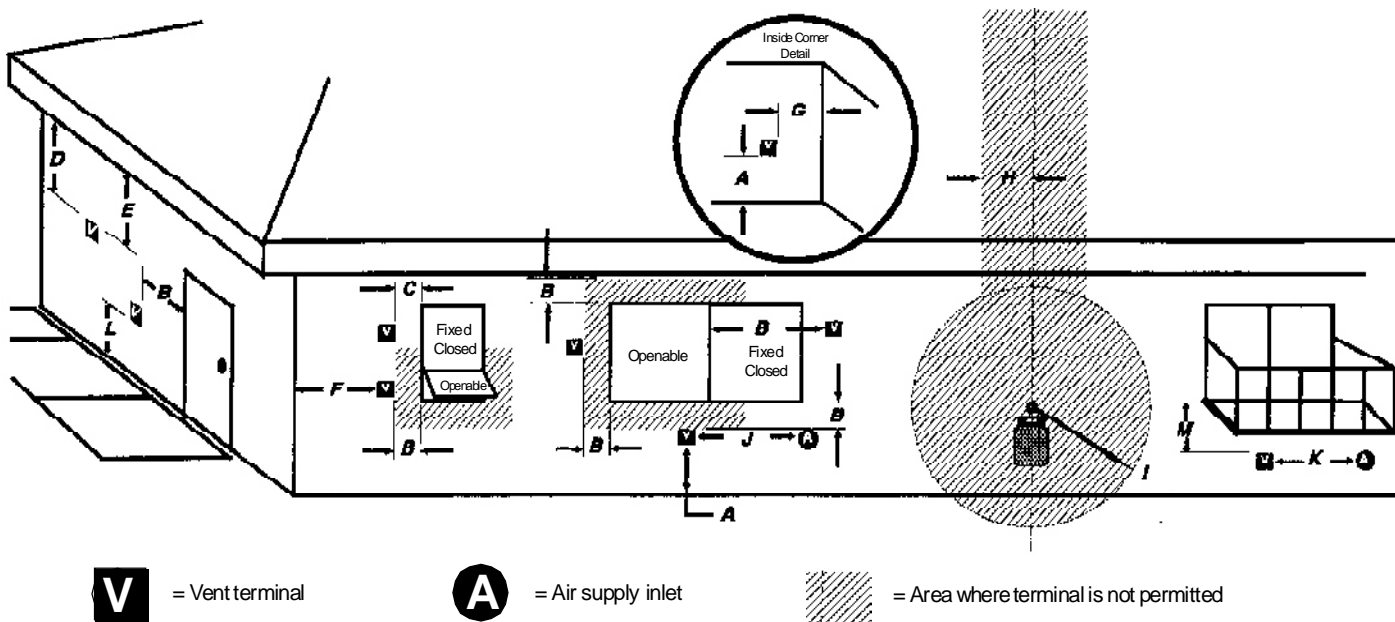 Inside Corner
Detail
G
V
A
H
D
E
V
B
L
V
C
V
Fixed
Closed
Openable
F
V
B
B
V
Openable
Fixed
Closed
B
V
B
B
V
J
A
A
I
M
V
K
A
V = Vent terminal
A = Air supply inlet
= Area where terminal is not permitted